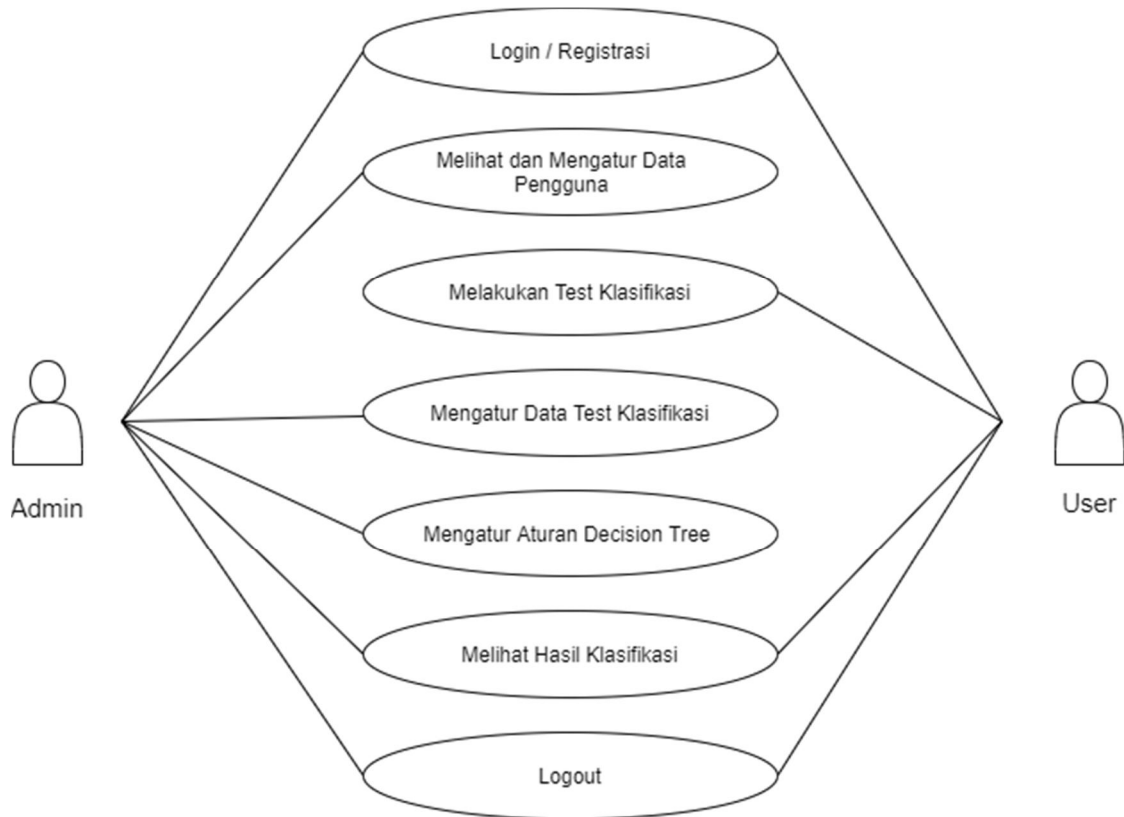 Login / Registrasi
Melihat dan Mengatur Data
Pengguna
Melakukan Test Klasifikasi
Mengatur Data Test Klasifikasi
Admin
User
Mengatur Aturan Decision Tree
Melihat Hasil Klasifikasi
Logout